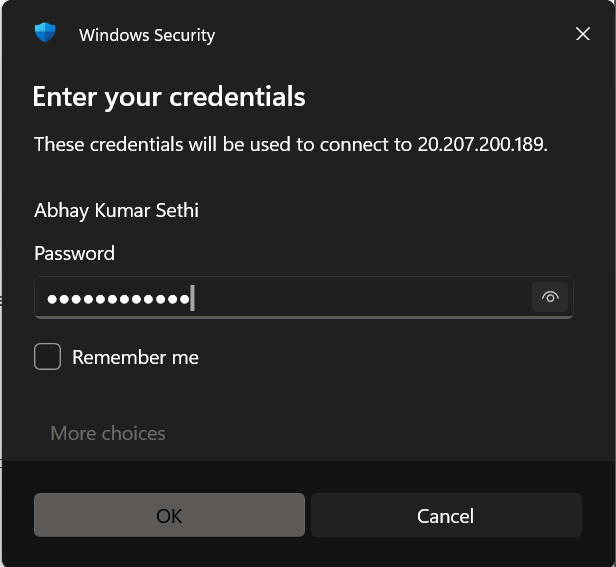 Windows Security
Enter your credentials
These credentials will be used to connect to 20.207.200.189.
Abhay Kumar Sethi
Password
●●●●●●●●●●●●
Remember me
More choices
OK
Cancel